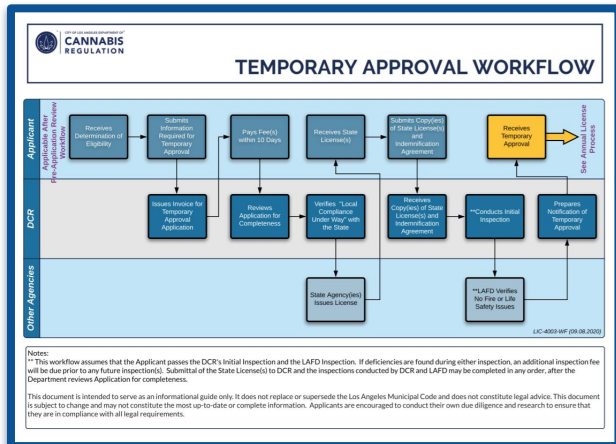 CITY OF LOS ANGELES DEPARTMENT OF
CANNABIS
REGULATION
TEMPORARY APPROVAL WORKFLOW
Applicant
Applicable After
Pre-Application Review
Workflow
Receives
Determination of
Eligibility
Submits
Information
Required for
Temporary
Approval
Pays Fee(s)
within 10 Days
Receives State
License(s)
Submits Copy(ies)
of State License(s)
and
Indemnification
Agreement
Receives
Temporary
Approval
See Annual License
Process
DCR
Issues Invoice for
Temporary
Approval
Application
Reviews
Application for
Completeness
Verifies "Local
Compliance
Under Way" with
the State
Receives
Copy(ies) of State
License(s) and
Indemnification
Agreement
**Conducts Initial
Inspection
Prepares
Notification of
Temporary
Approval
Other Agencies
State Agency(ies)
Issues License
**LAFD Verifies
No Fire or Life
Safety Issues
LIC-4003-WF (09.08.2020)
Notes:
** This workflow assumes that the Applicant passes the DCR's Initial Inspection and the LAFD Inspection. If deficiencies are found during either inspection, an additional inspection fee
will be due prior to any future inspection(s). Submittal of the State License(s) to DCR and the inspections conducted by DCR and LAFD may be completed in any order, after the
Department reviews Application for completeness.
This document is intended to serve as an informational guide only. It does not replace or supersede the Los Angeles Municipal Code and does not constitute legal advice. This document
is subject to change and may not constitute the most up-to-date or complete information. Applicants are encouraged to conduct their own due diligence and research to ensure that
they are in compliance with all legal requirements.